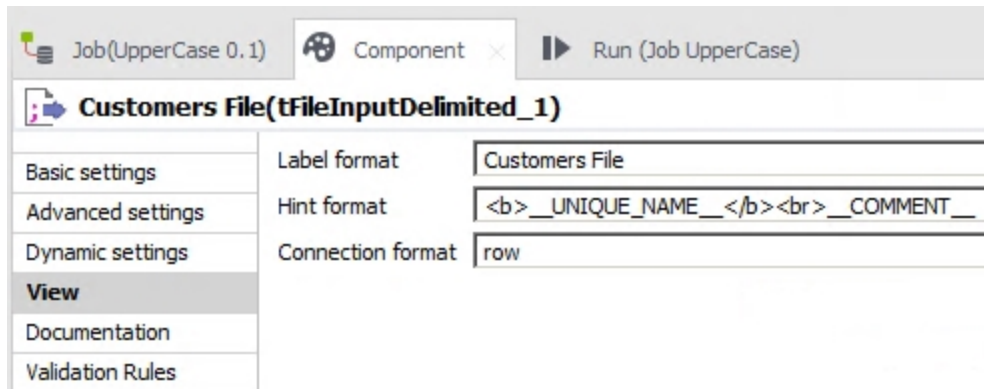 Job(UpperCase 0.1) Component Run (Job UpperCase)
Customers File(tFileInputDelimited_1)
Basic settings
Advanced settings
Dynamic settings
View
Documentation
Validation Rules
Label format Customers File
Hint format <b>__UNIQUE_NAME__</b><br>__COMMENT__
Connection format row